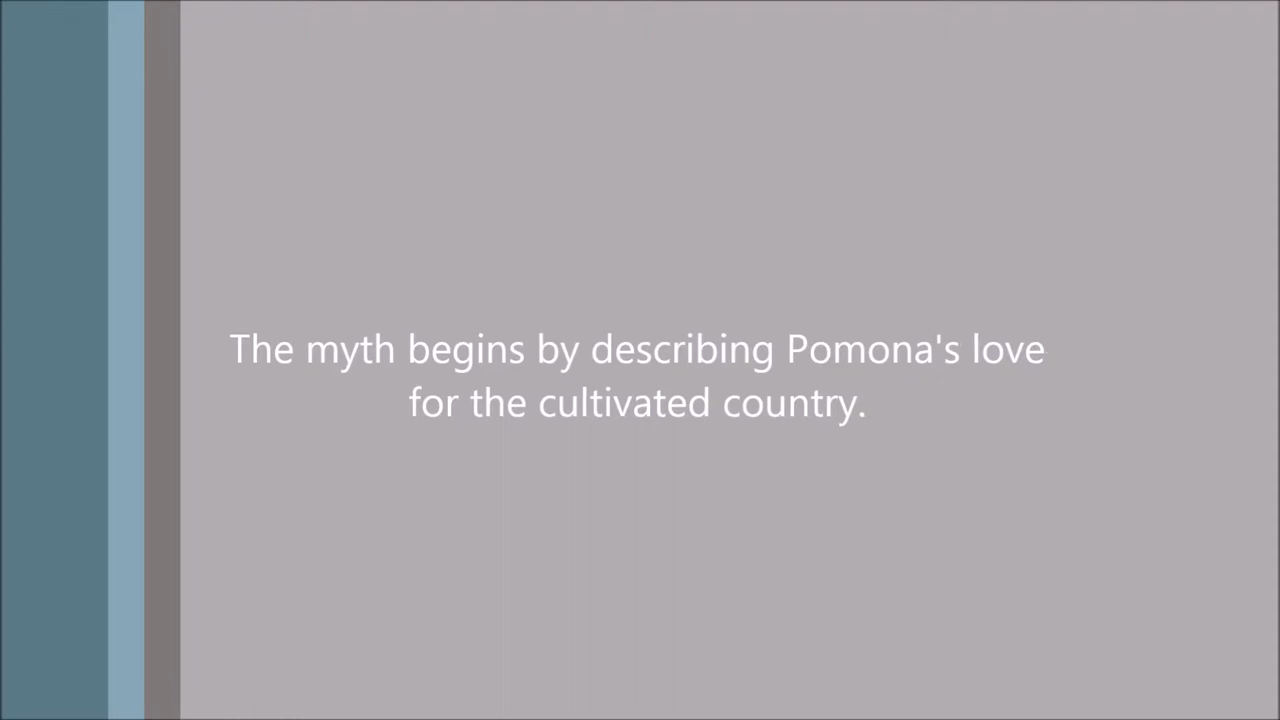 The myth begins by describing Pomona's love
for the cultivated country.